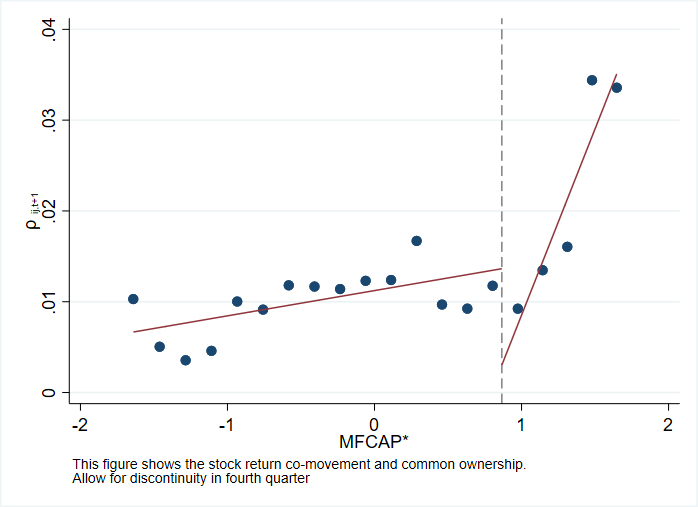 .04
.03
.02
.01
0
ρ ij,t+1
-2 -1 0 1 2
MFCAP*
This figure shows the stock return co-movement and common ownership.
Allow for discontinuity in fourth quarter